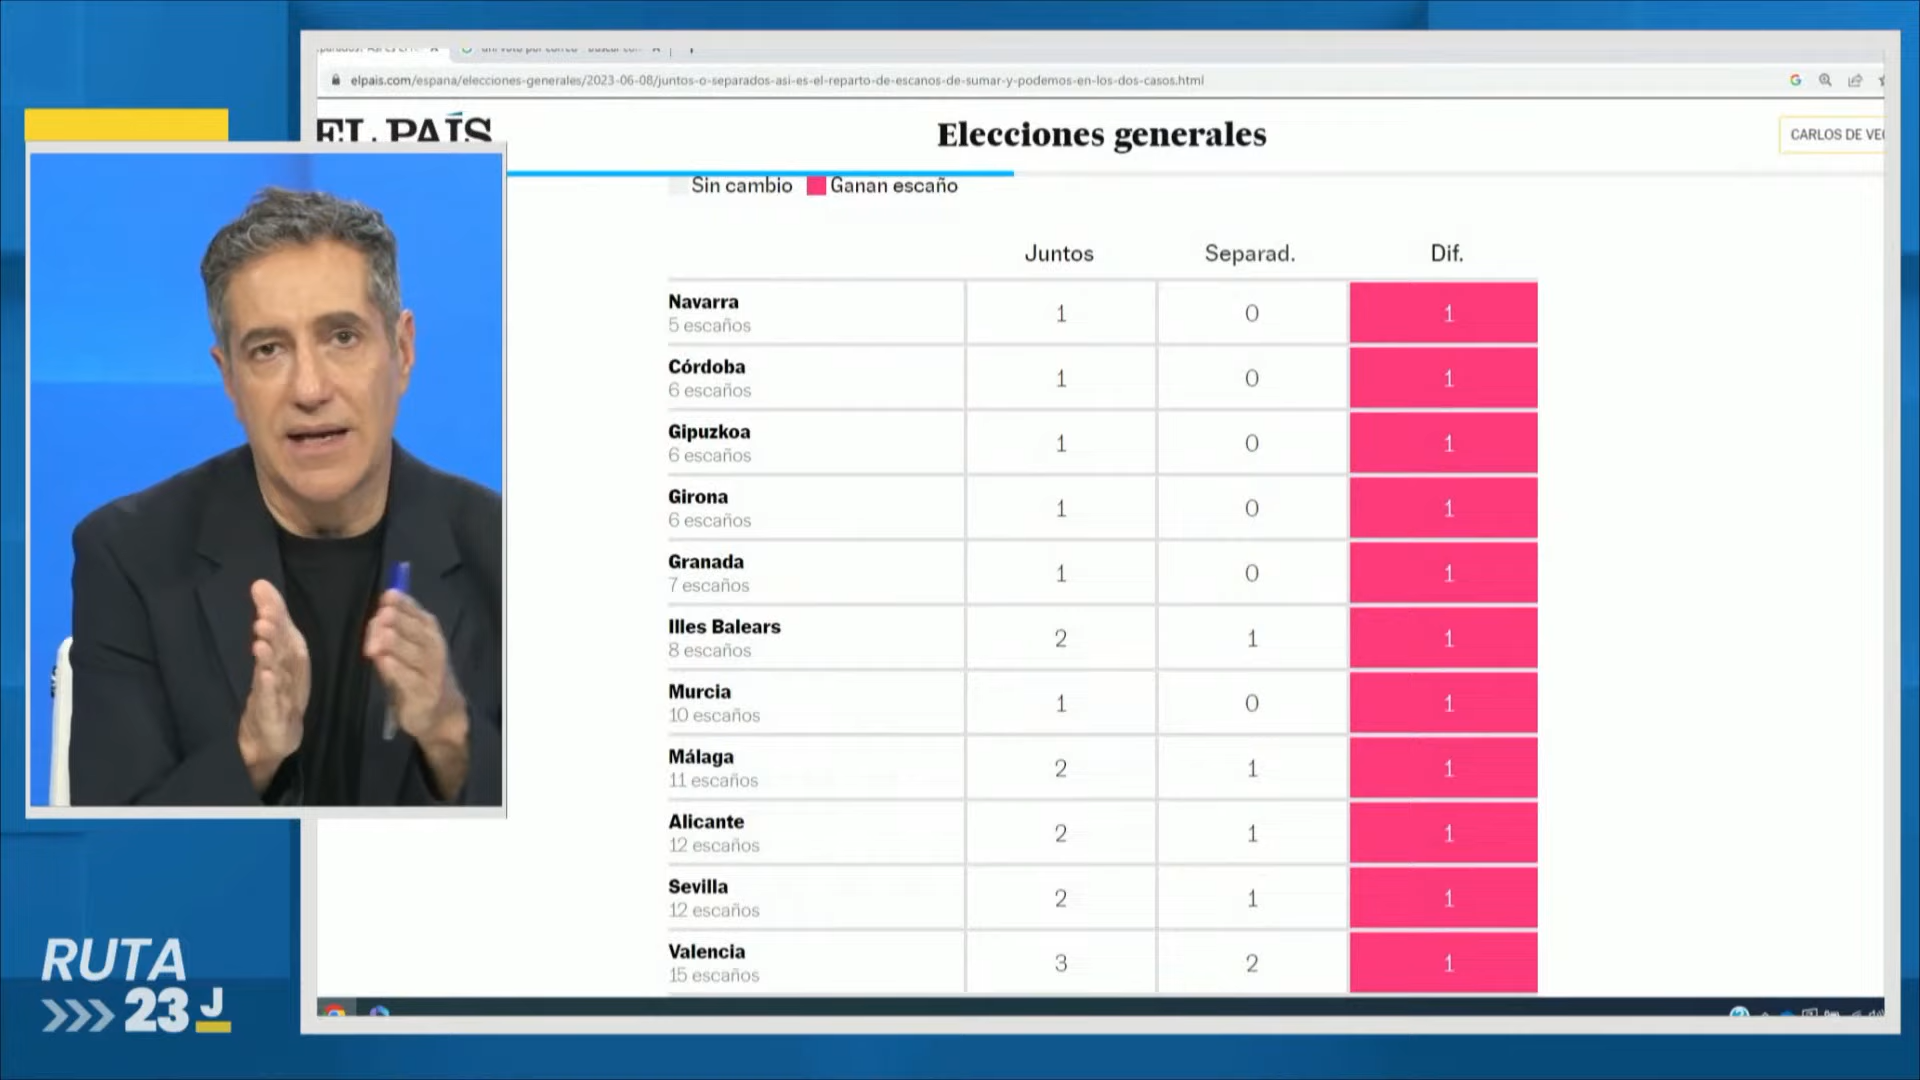 elpais.com/espana/elecciones-generales/2023-06-08/juntos-o-separados-asi-es-el-reparto-de-escanos-de-sumar-y-podemos-en-los-dos-casos.html
EL PAÍS
Elecciones generales
CARLOS DE
Sin cambio Ganan escaño
Juntos Separad. Dif.
Navarra
5 escaños 1 0 1
Córdoba
6 escaños 1 0 1
Gipuzkoa
6 escaños 1 0 1
Girona
6 escaños 1 0 1
Granada
7 escaños 1 0 1
Illes Balears
8 escaños 2 1 1
Murcia
10 escaños 1 0 1
Málaga
11 escaños 2 1 1
Alicante
12 escaños 2 1 1
Sevilla
12 escaños 2 1 1
Valencia
15 escaños 3 2 1
RUTA
23J